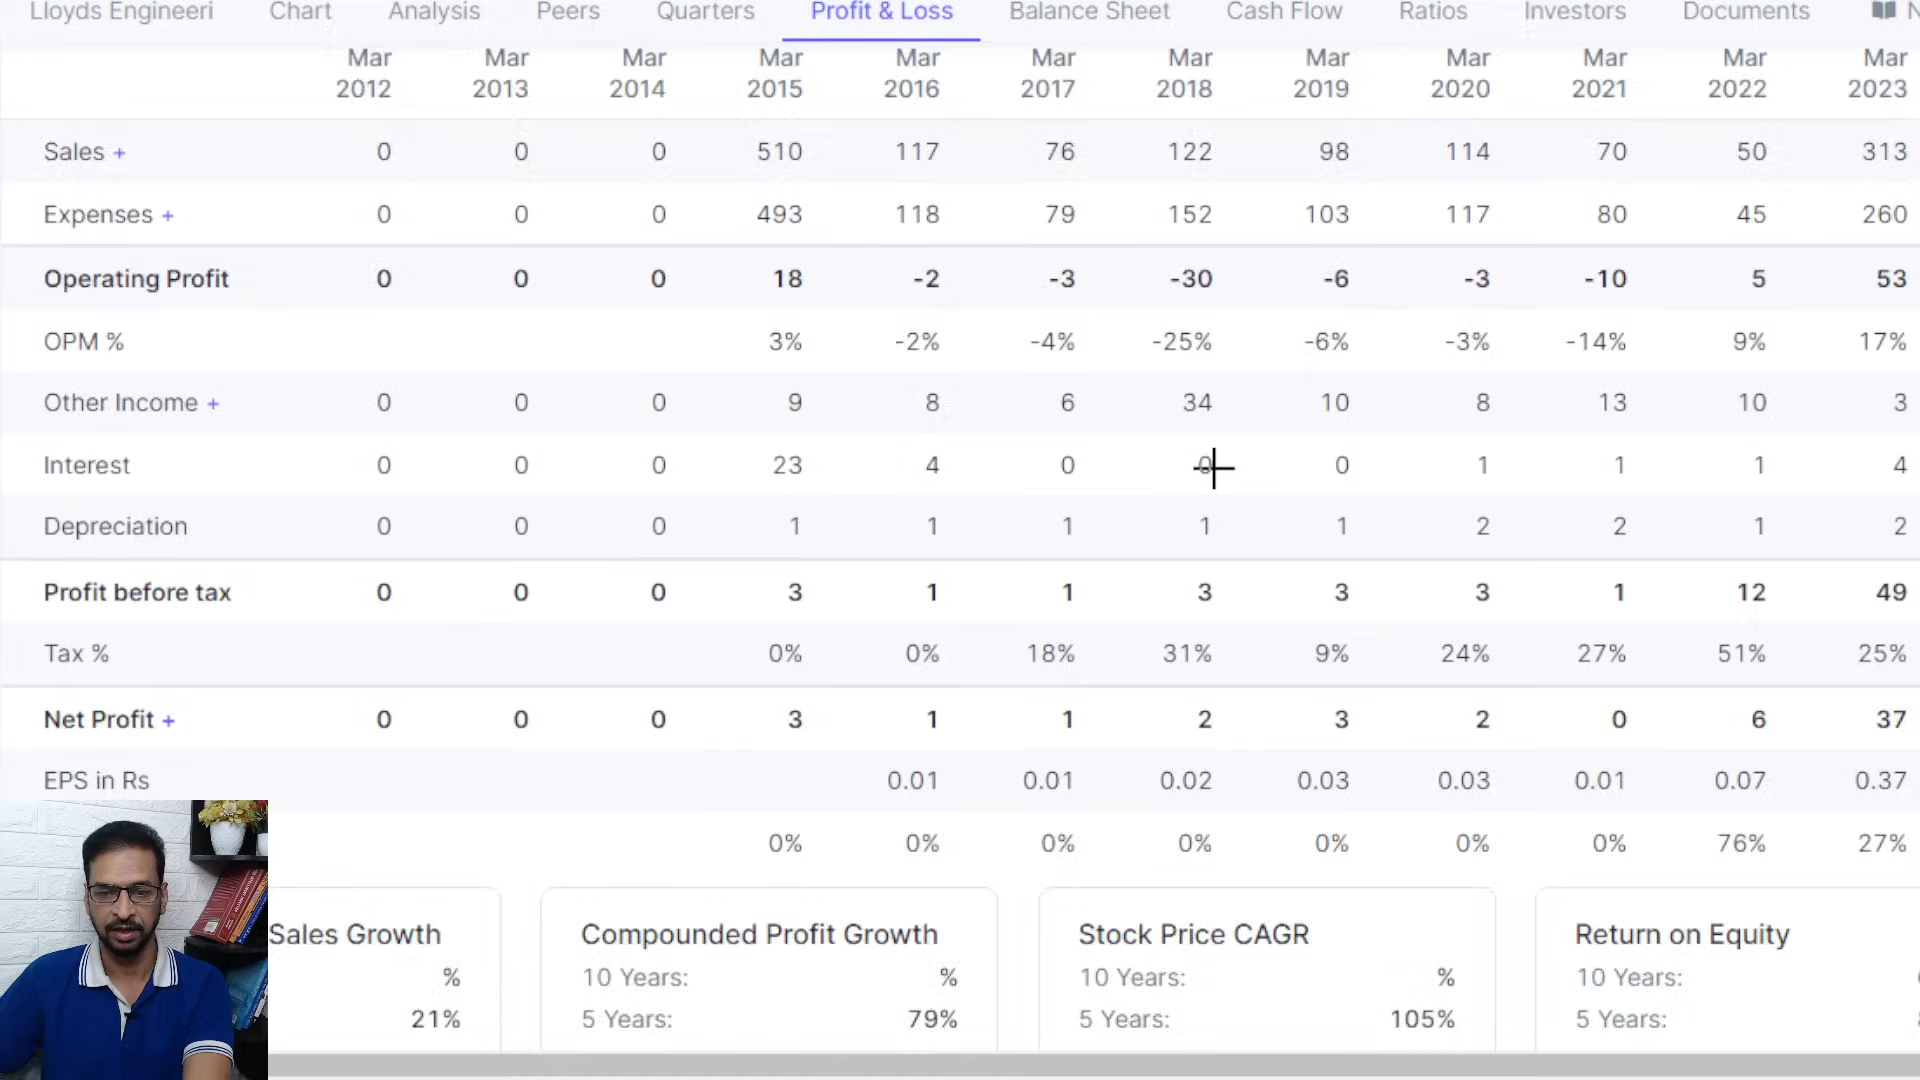 Lloyds Engineeri Chart Analysis Peers Quarters Profit & Loss Balance Sheet Cash Flow Ratios Investors Documents N
Mar 2012 Mar 2013 Mar 2014 Mar 2015 Mar 2016 Mar 2017 Mar 2018 Mar 2019 Mar 2020 Mar 2021 Mar 2022 Mar 2023
Sales + 0 0 0 510 117 76 122 98 114 70 50 313
Expenses + 0 0 0 493 118 79 152 103 117 80 45 260
Operating Profit 0 0 0 18 -2 -3 -30 -6 -3 -10 5 53
OPM % 3% -2% -4% -25% -6% -3% -14% 9% 17%
Other Income + 0 0 0 9 8 6 34 10 8 13 10 3
Interest 0 0 0 23 4 0 0 0 1 1 1 4
Depreciation 0 0 0 1 1 1 1 1 2 2 1 2
Profit before tax 0 0 0 3 1 1 3 3 3 1 12 49
Tax % 0% 0% 18% 31% 9% 24% 27% 51% 25%
Net Profit + 0 0 0 3 1 1 2 3 2 0 6 37
EPS in Rs 0.01 0.01 0.02 0.03 0.03 0.01 0.07 0.37
0% 0% 0% 0% 0% 0% 0% 76% 27%
Sales Growth Compounded Profit Growth Stock Price CAGR Return on Equity
% 10 Years: % 10 Years: % 10 Years:
21% 5 Years: 79% 5 Years: 105% 5 Years: